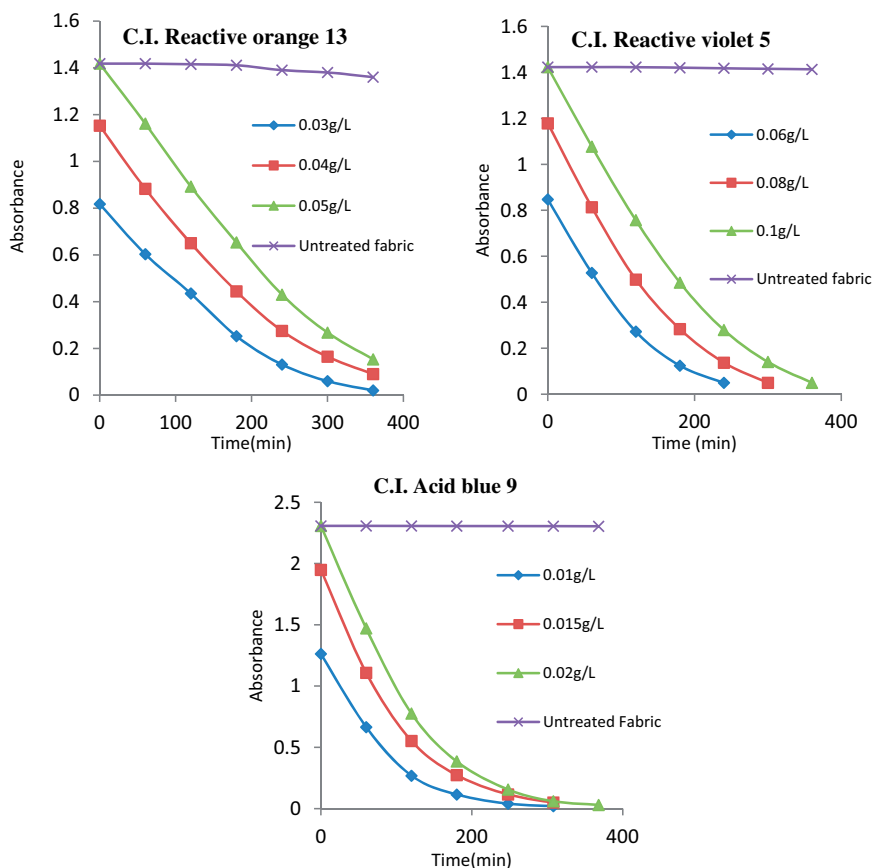 C.I. Reactive orange 13
1.6
1.4
1.2
1
0.8
0.6
0.4
0.2
0
Absorbance
0.03g/L
0.04g/L
0.05g/L
Untreated fabric
0
100
200
300
400
Time(min)
C.I. Reactive violet 5
1.6
1.4
1.2
1
0.8
0.6
0.4
0.2
0
Absorbance
0.06g/L
0.08g/L
0.1g/L
Untreated fabric
0
200
400
Time (min)
C.I. Acid blue 9
2.5
2
1.5
1
0.5
0
Absorbance
0.01g/L
0.015g/L
0.02g/L
Untreated Fabric
0
200
400
Time(min)